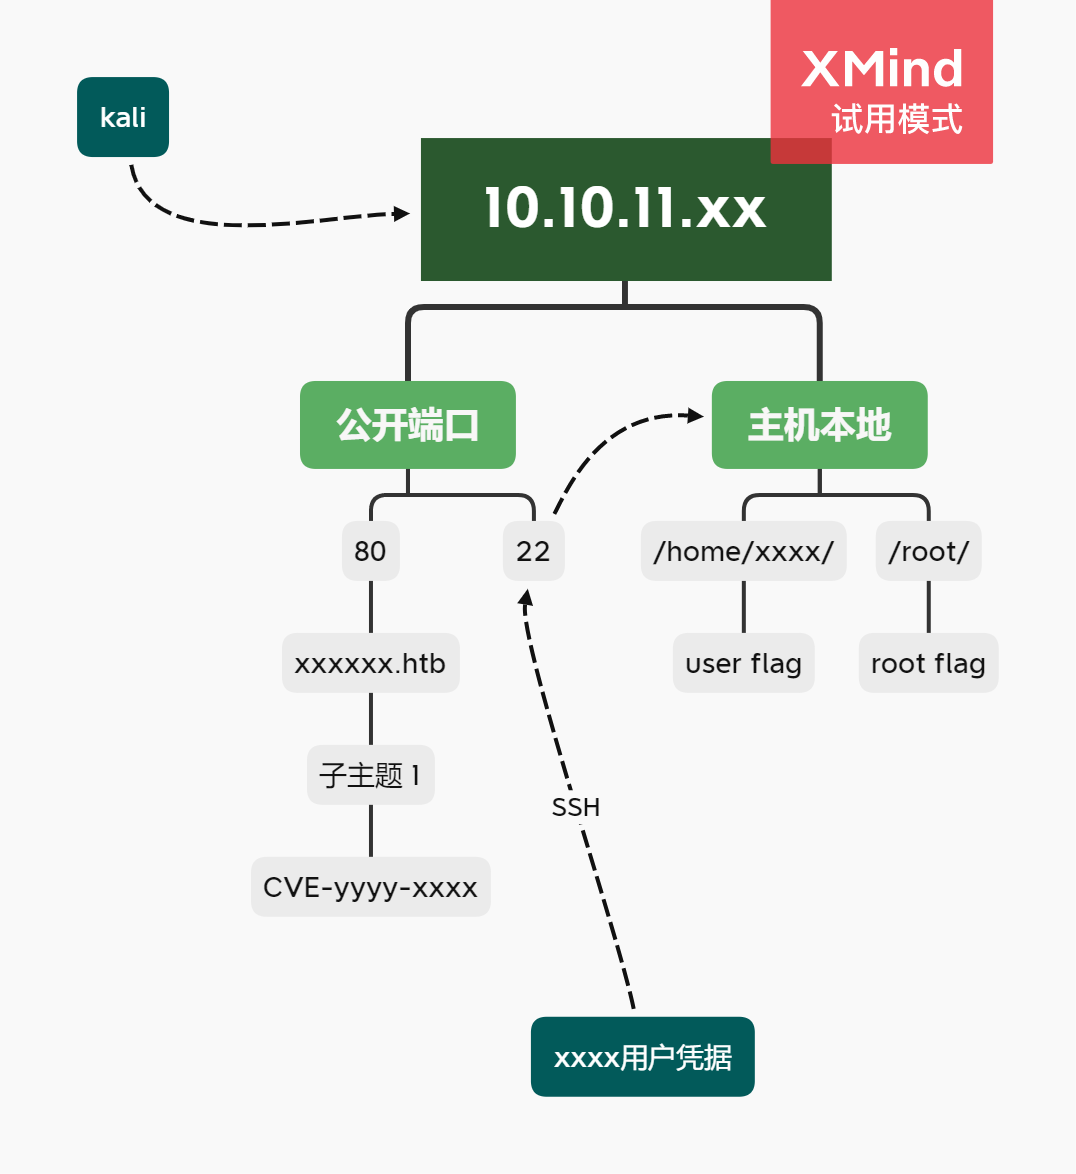 XMind
试用模式
kali
10.10.11.xx
公开端口
主机本地
80
22
/home/xxxx/
/root/
xxxxxx.htb
user flag
root flag
子主题 1
SSH
CVE-yyyy-xxxx
xxxx用户凭据